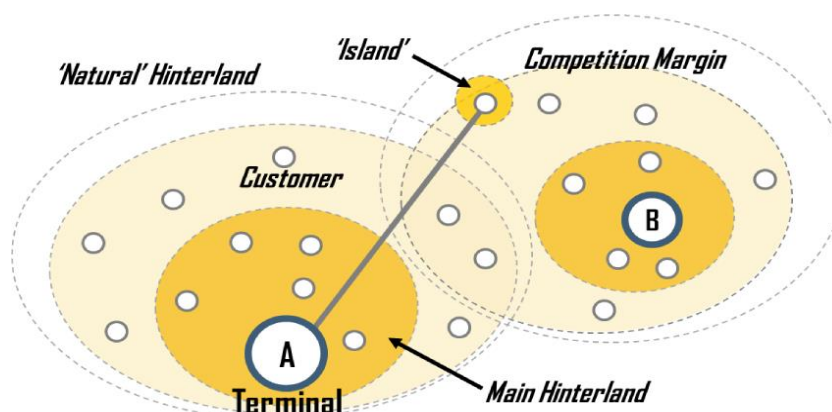 'Island'
Competition Margin
'Natural' Hinterland
Customer
B
A
Main Hinterland
Terminal